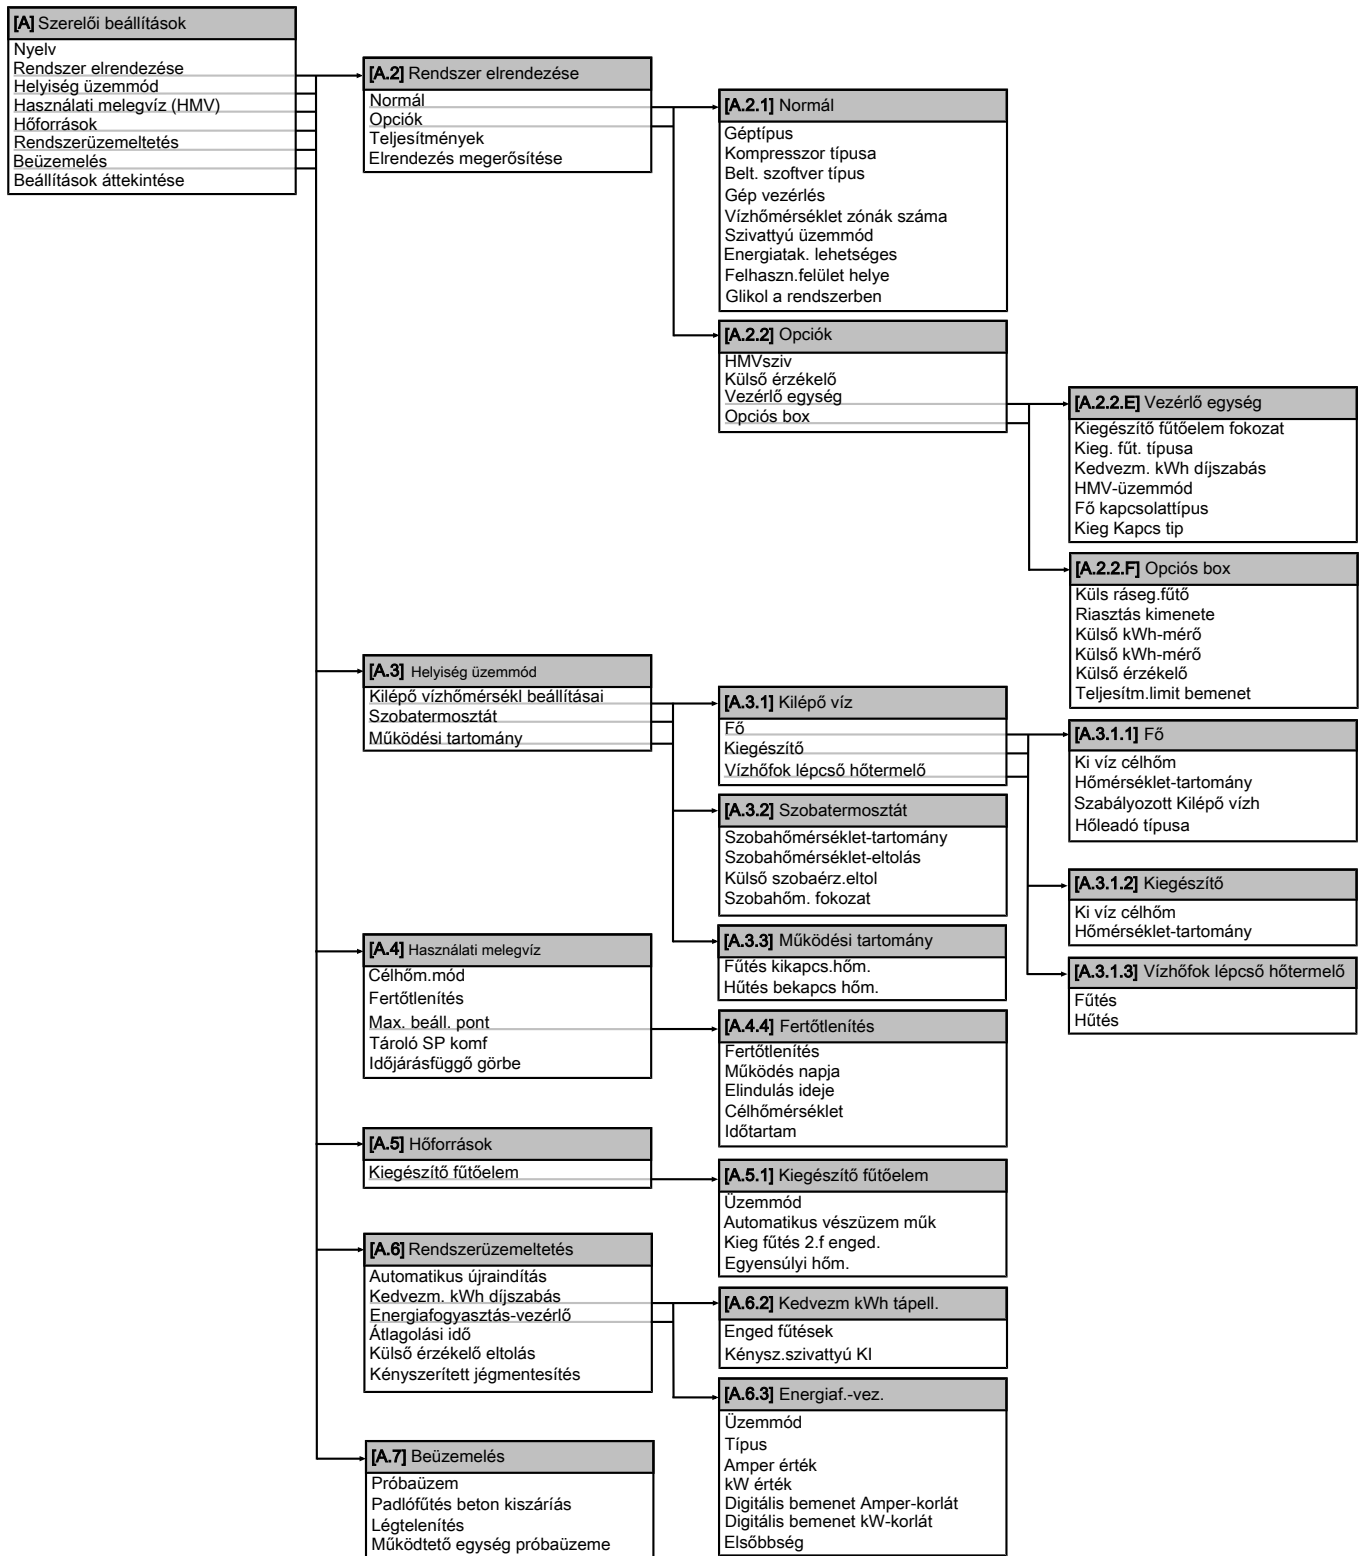 [A] Szerelői beállítások
Nyelv
Rendszer elrendezése
Helyiség üzemmód
Használati melegvíz (HMV)
Hőforrások
Rendszerüzemeltetés
Beüzemelés
Beállítások áttekintése
[A.2] Rendszer elrendezése
Normál
Opciók
Teljesítmények
Elrendezés megerősítése
[A.2.1] Normál
Géptípus
Kompresszor típusa
Belt. szoftver típus
Gép vezérlés
Vízhőmérséklet zónák száma
Szivattyú üzemmód
Energiatak. lehetséges
Felhaszn.felület helye
Glikol a rendszerben
[A.2.2] Opciók
HMVsziv
Külső érzékelő
Vezérlő egység
Opciós box
[A.2.2.E] Vezérlő egység
Kiegészítő fűtőelem fokozat
Kieg. fűt. típusa
Kedvezm. kWh díjszabás
HMV-üzemmód
Fő kapcsolattípus
Kieg Kapcs tip
[A.2.2.F] Opciós box
Küls ráseg.fűtő
Riasztás kimenete
Külső kWh-mérő
Külső kWh-mérő
Külső érzékelő
Teljesítm.limit bemenet
[A.3] Helyiség üzemmód
Kilépő vízhőmérsékl beállításai
Szobatermosztát
Működési tartomány
[A.3.1] Kilépő víz
Fő
Kiegészítő
Vízhőfok lépcső hőtermelő
[A.3.1.1] Fő
Ki víz célhőm
Hőmérséklet-tartomány
Szabályozott Kilépő vízh
Hőleadó típusa
[A.3.2] Szobatermosztát
Szobahőmérséklet-tartomány
Szobahőmérséklet-eltolás
Külső szobaérz.eltol
Szobahőm. fokozat
[A.3.1.2] Kiegészítő
Ki víz célhőm
Hőmérséklet-tartomány
[A.3.3] Működési tartomány
Fűtés kikapcs.hőm.
Hűtés bekapcs hőm.
[A.3.1.3] Vízhőfok lépcső hőtermelő
Fűtés
Hűtés
[A.4] Használati melegvíz
Célhőm.mód
Fertőtlenítés
Max. beáll. pont
Tároló SP komf
Időjárásfüggő görbe
[A.4.4] Fertőtlenítés
Fertőtlenítés
Működés napja
Elindulás ideje
Célhőmérséklet
Időtartam
[A.5] Hőforrások
Kiegészítő fűtőelem
[A.5.1] Kiegészítő fűtőelem
Üzemmód
Automatikus vészüzem műk
Kieg fűtés 2.f enged.
Egyensúlyi hőm.
[A.6] Rendszerüzemeltetés
Automatikus újraindítás
Kedvezm. kWh díjszabás
Energiafogyasztás-vezérlő
Átlagolási idő
Külső érzékelő eltolás
Kényszerített jégmentesítés
[A.6.2] Kedvezm kWh tápell.
Enged fűtések
Kénysz.szivattyú KI
[A.6.3] Energiaf.-vez.
Üzemmód
Típus
Amper érték
kW érték
Digitális bemenet Amper-korlát
Digitális bemenet kW-korlát
Elsőbbség
[A.7] Beüzemelés
Próbaüzem
Padlófűtés beton kiszáríás
Légtelenítés
Működtető egység próbaüzeme